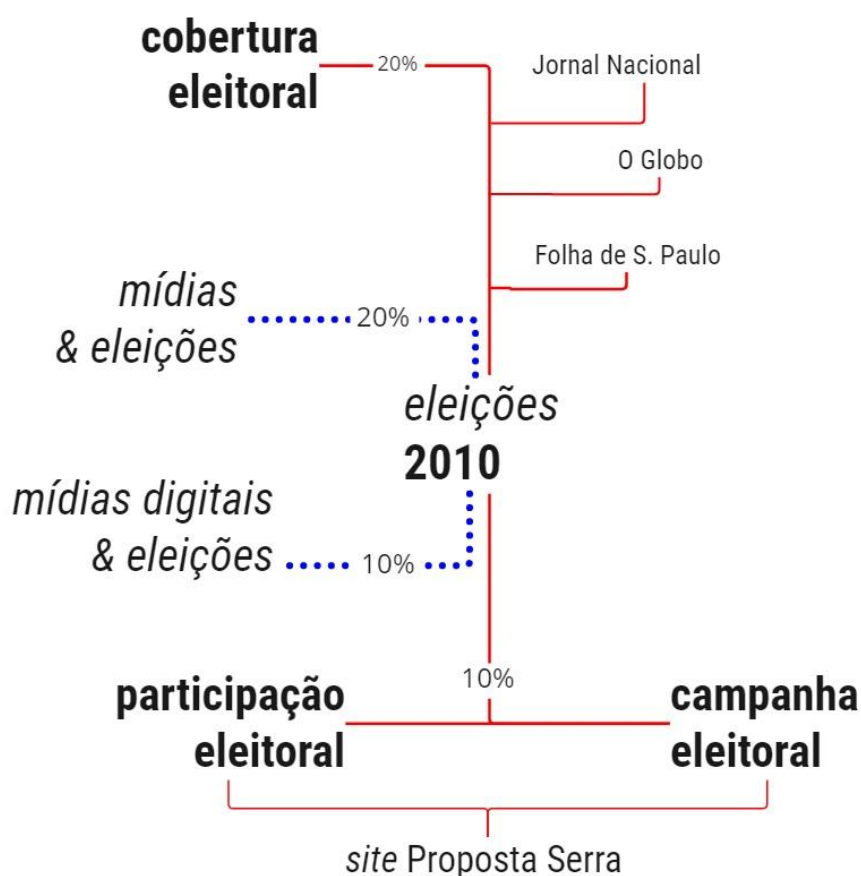 cobertura
eleitoral
20%
Jornal Nacional
O Globo
Folha de S. Paulo
mídias
& eleições
20%
eleições
2010
mídias digitais
& eleições
10%
10%
participação
eleitoral
campanha
eleitoral
site Proposta Serra